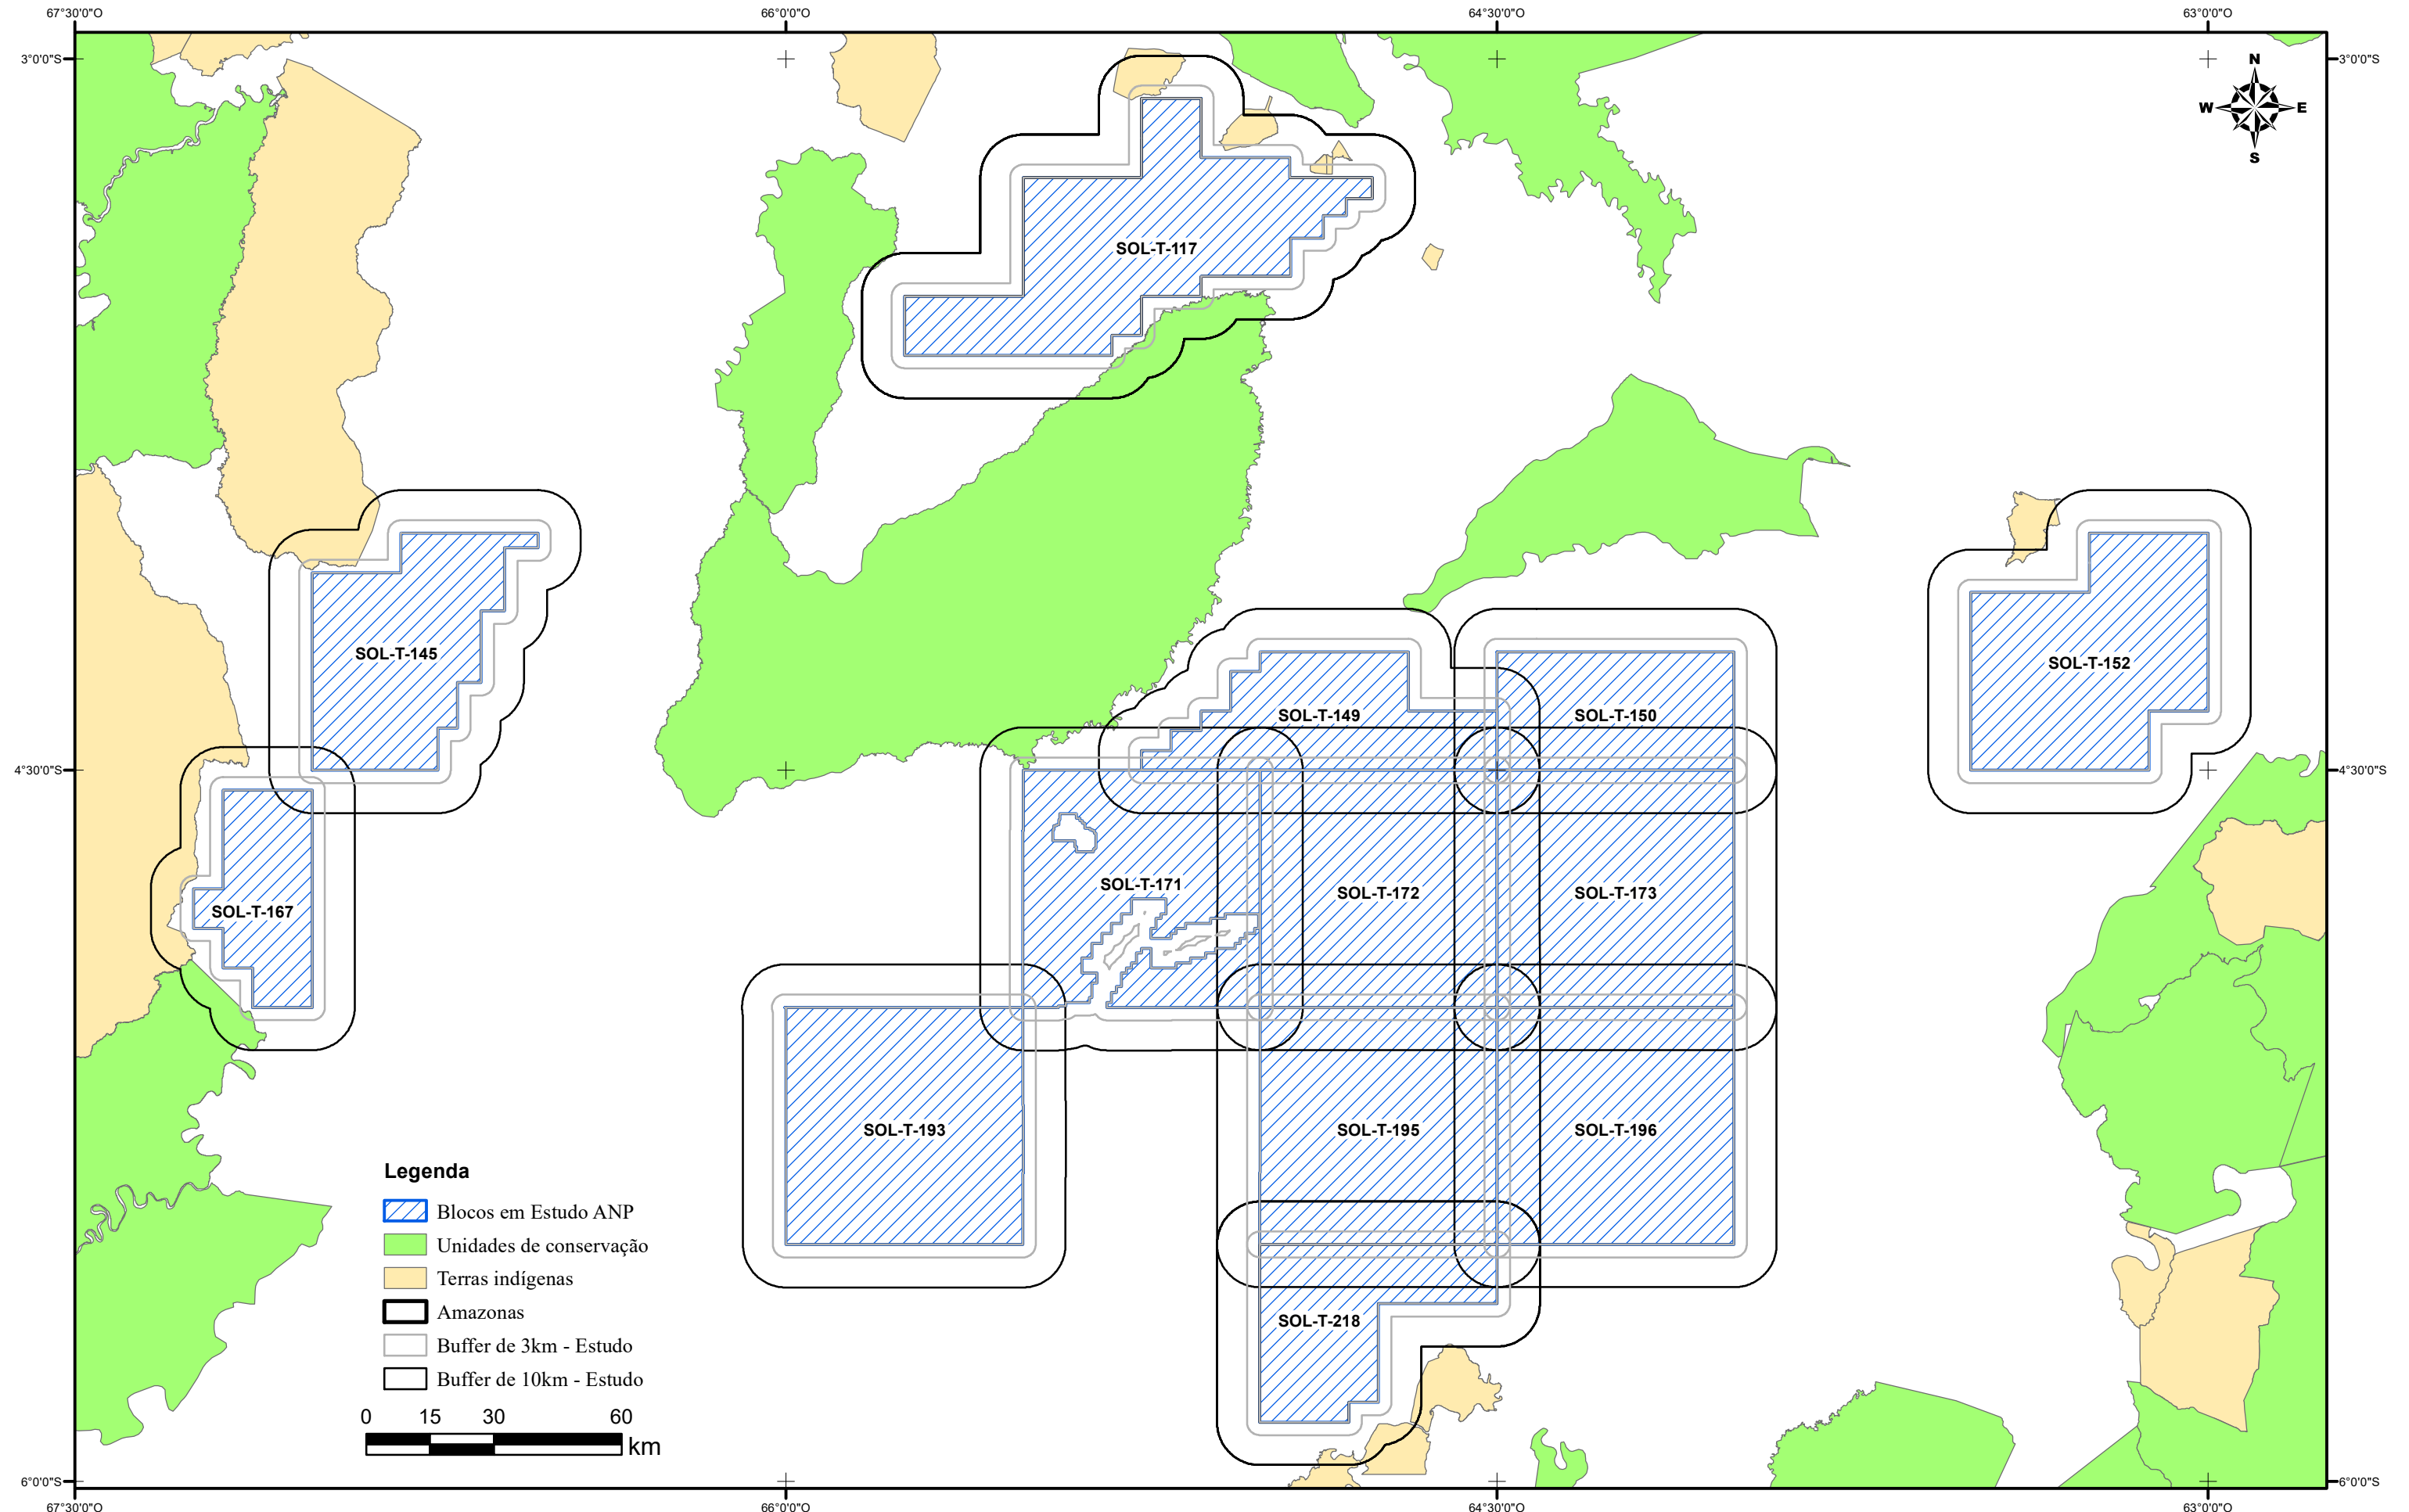 67°30'0"O
66°0'0"O
64°30'0"O
63°0'0"O
3°0'0"S
3°0'0"S
N
W
E
S
SOL-T-117
SOL-T-145
SOL-T-152
SOL-T-149
SOL-T-150
4°30'0"S
4°30'0"S
SOL-T-171
SOL-T-172
SOL-T-173
SOL-T-167
SOL-T-193
SOL-T-195
SOL-T-196
SOL-T-218
Legenda
Blocos em Estudo ANP
Unidades de conservação
Terras indígenas
Amazonas
Buffer de 3km - Estudo
Buffer de 10km - Estudo
0 15 30 60
km
6°0'0"S
6°0'0"S
67°30'0"O
66°0'0"O
64°30'0"O
63°0'0"O